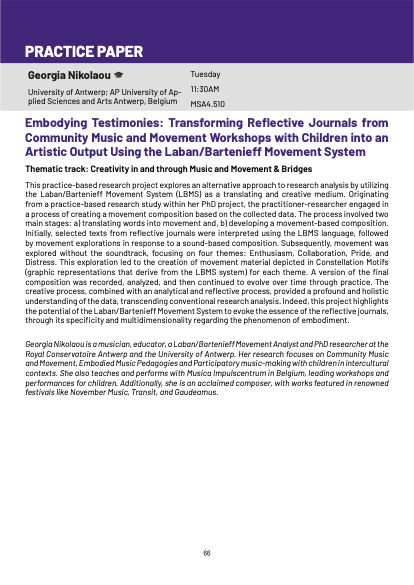 PRACTICE PAPER
Georgia Nikolaou
University of Antwerp; AP University of Ap-
plied Sciences and Arts Antwerp, Belgium
Tuesday
11:30AM
MSA4.510
Embodying Testimonies: Transforming Reflective Journals from
Community Music and Movement Workshops with Children into an
Artistic Output Using the Laban/Bartenieff Movement System
Thematic track: Creativity in and through Music and Movement & Bridges
This practice-based research project explores an alternative approach to research analysis by utilizing
the Laban/Bartenieff Movement System (LBMS) as a translating and creative medium. Originating
from a practice-based research study within her PhD project, the practitioner-researcher engaged in
a process of creating a movement composition based on the collected data. The process involved two
main stages: a) translating words into movement and, b) developing a movement-based composition.
Initially, selected texts from reflective journals were interpreted using the LBMS language, followed
by movement explorations in response to a sound-based composition. Subsequently, movement was
explored without the soundtrack, focusing on four themes: Enthusiasm, Collaboration, Pride, and
Distress. This exploration led to the creation of movement material depicted in Constellation Motifs
(graphic representations that derive from the LBMS system) for each theme. A version of the final
composition was recorded, analyzed, and then continued to evolve over time through practice. The
creative process, combined with an analytical and reflective process, provided a profound and holistic
understanding of the data, transcending conventional research analysis. Indeed, this project highlights
the potential of the Laban/Bartenieff Movement System to evoke the essence of the reflective journals,
through its specificity and multidimensionality regarding the phenomenon of embodiment.
Georgia Nikolaou is a musician, educator, a Laban/Bartenieff Movement Analyst and PhD researcher at the
Royal Conservatoire Antwerp and the University of Antwerp. Her research focuses on Community Music
and Movement, Embodied Music Pedagogies and Participatory music-making with children in intercultural
contexts. She also teaches and performs with Musica Impulscentrum in Belgium, leading workshops and
performances for children. Additionally, she is an acclaimed composer, with works featured in renowned
festivals like November Music, Transit, and Gaudeamus.
66